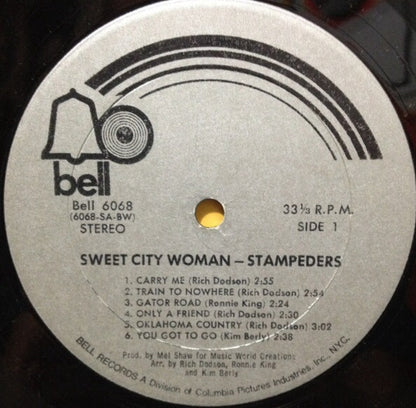 bell
Bell 6068
(6068-SA-BW)
STEREO
33⅓ R.P.M.
SIDE 1
SWEET CITY WOMAN – STAMPEDERS
1. CARRY ME (Rich Dodson) 2:55
2. TRAIN TO NOWHERE (Rich Dodson) 2:54
3. GATOR ROAD (Ronnie King) 2:24
4. ONLY A FRIEND (Rich Dodson) 2:30
5. OKLAHOMA COUNTRY (Rich Dodson) 3:02
6. YOU GOT TO GO (Kim Berly) 2:38
Prod. by Mel Shaw for Music World Creations
Arr. by Rich Dodson, Ronnie King
and Kim Berly
BELL RECORDS A Division of Columbia Pictures Industries, Inc., NYC.